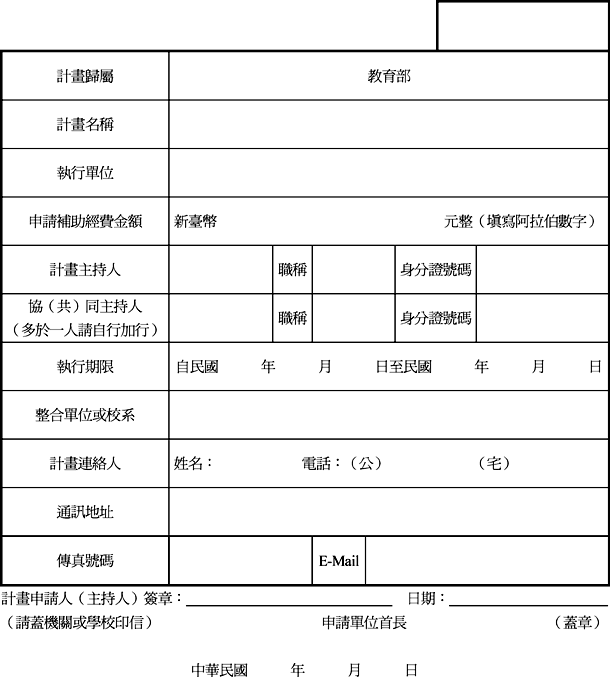 計畫歸屬 教育部
計畫名稱
執行單位
申請補助經費金額 新臺幣 元整（填寫阿拉伯數字）
計畫主持人 職稱 身分證號碼
協（共）同主持人
（多於一人請自行加行） 職稱 身分證號碼
執行期限 自民國 年 月 日至民國 年 月 日
整合單位或校系
計畫連絡人 姓名： 電話：（公） （宅）
通訊地址
傳真號碼 E-Mail
計畫申請人（主持人）簽章： 日期：
（請蓋機關或學校印信） 申請單位首長 （蓋章）
中華民國 年 月 日